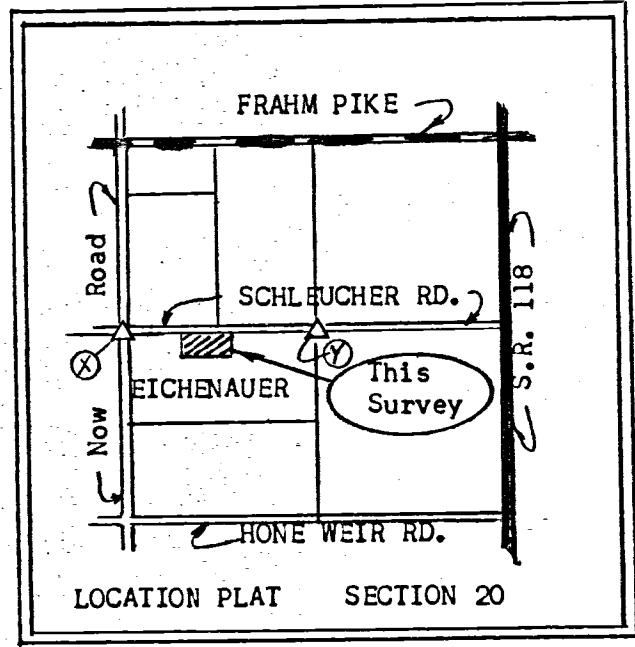 FRAHM PIKE
Road
SCHLEUCHER RD.
S.R. 118
X
Y
EICHENAUER
This
Survey
Now
HONE WEIR RD.
LOCATION PLAT SECTION 20